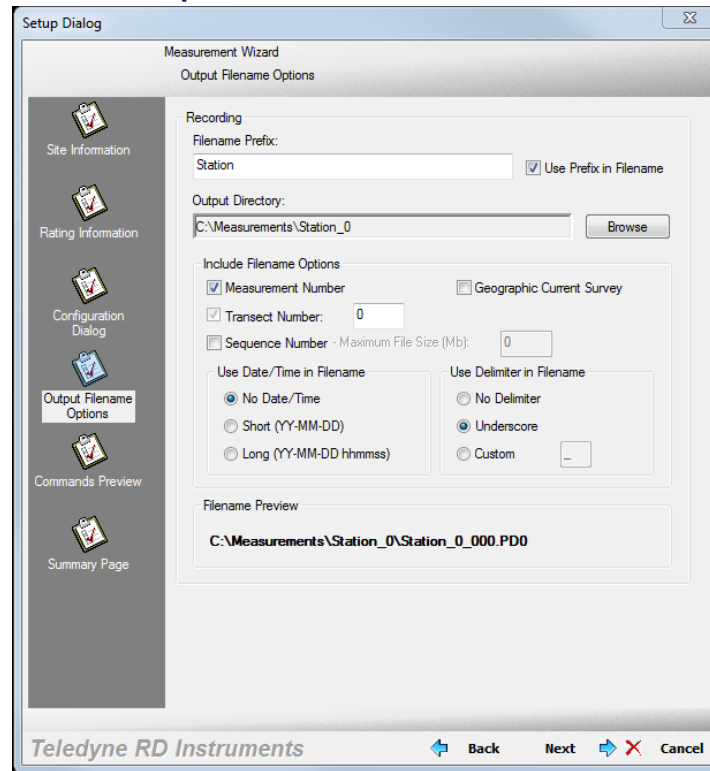 Setup Dialog
Measurement Wizard
Output Filename Options
Site Information
Rating Information
Configuration
Dialog
Output Filename
Options
Commands Preview
Summary Page
Recording
Filename Prefix:
Station
Use Prefix in Filename
Output Directory:
C:\Measurements\Station_0
Browse
Include Filename Options
Measurement Number
Geographic Current Survey
Transect Number: 0
Sequence Number - Maximum File Size (Mb): 0
Use Date/Time in Filename
No Date/Time
Short (YY-MM-DD)
Long (YY-MM-DD hhmmss)
Use Delimiter in Filename
No Delimiter
Underscore
Custom _
Filename Preview
C:\Measurements\Station_0\Station_0_000.PD0
Teledyne RD Instruments
Back
Next
Cancel